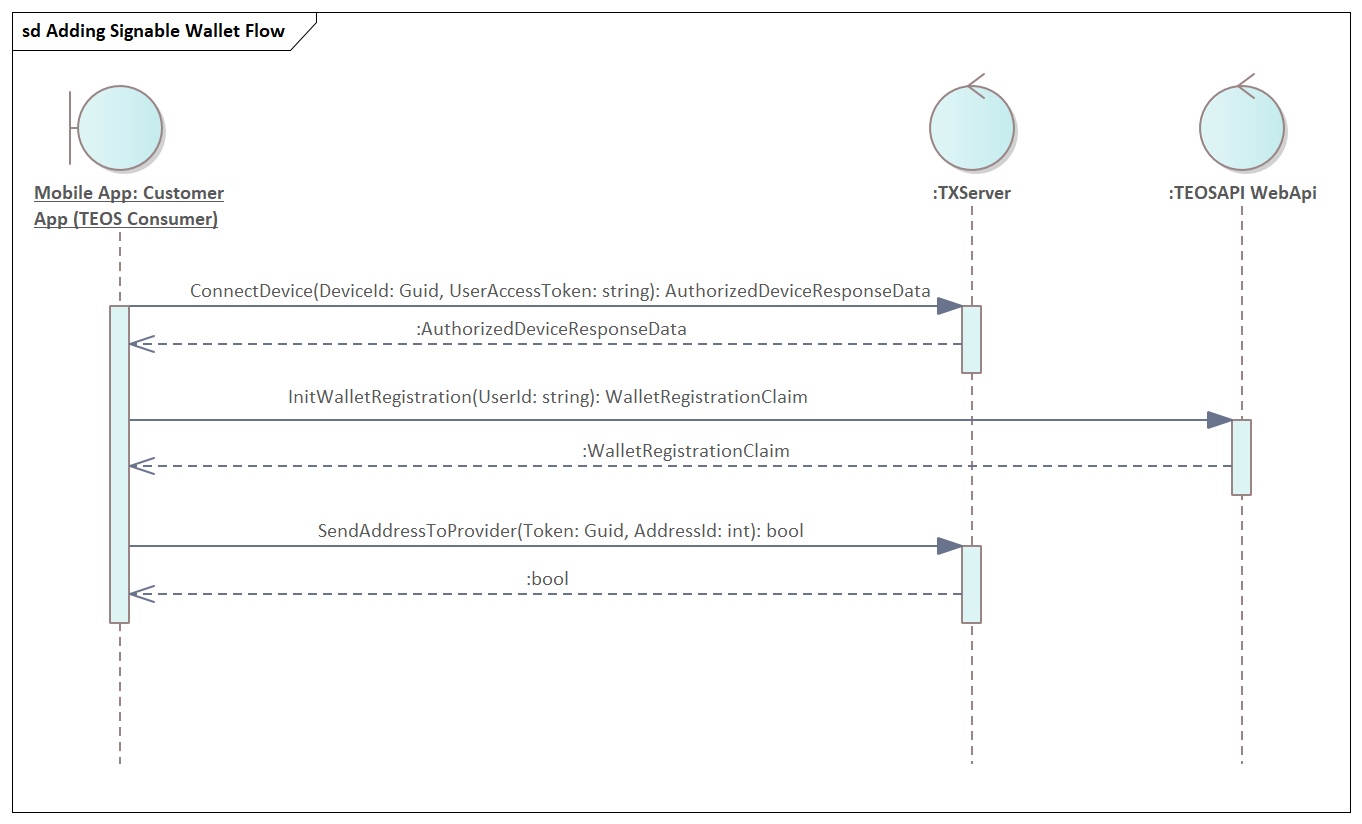 sd Adding Signable Wallet Flow
Mobile App: Customer
App (TEOS Consumer)
:TXServer
:TEOSAPI WebApi
ConnectDevice(DeviceId: Guid, UserAccessToken: string): AuthorizedDeviceResponseData
:AuthorizedDeviceResponseData
InitWalletRegistration(UserId: string): WalletRegistrationClaim
:WalletRegistrationClaim
SendAddressToProvider(Token: Guid, AddressId: int): bool
:bool